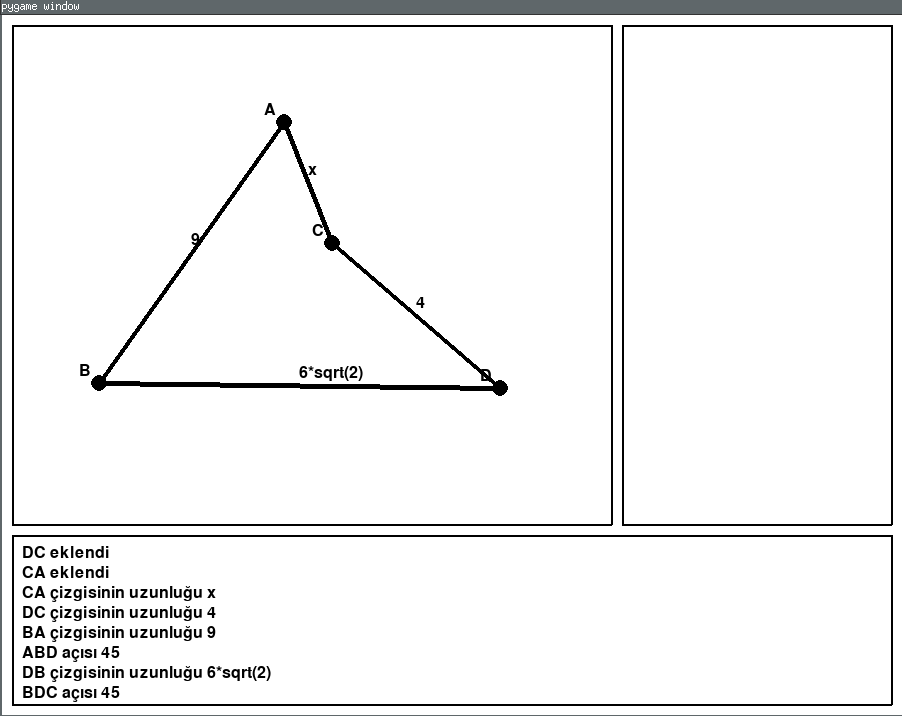 pygame window
A
x
C
9
4
B
6*sqrt(2)
D
DC eklendi
CA eklendi
CA çizgisinin uzunluğu x
DC çizgisinin uzunluğu 4
BA çizgisinin uzunluğu 9
ABD açısı 45
DB çizgisinin uzunluğu 6*sqrt(2)
BDC açısı 45